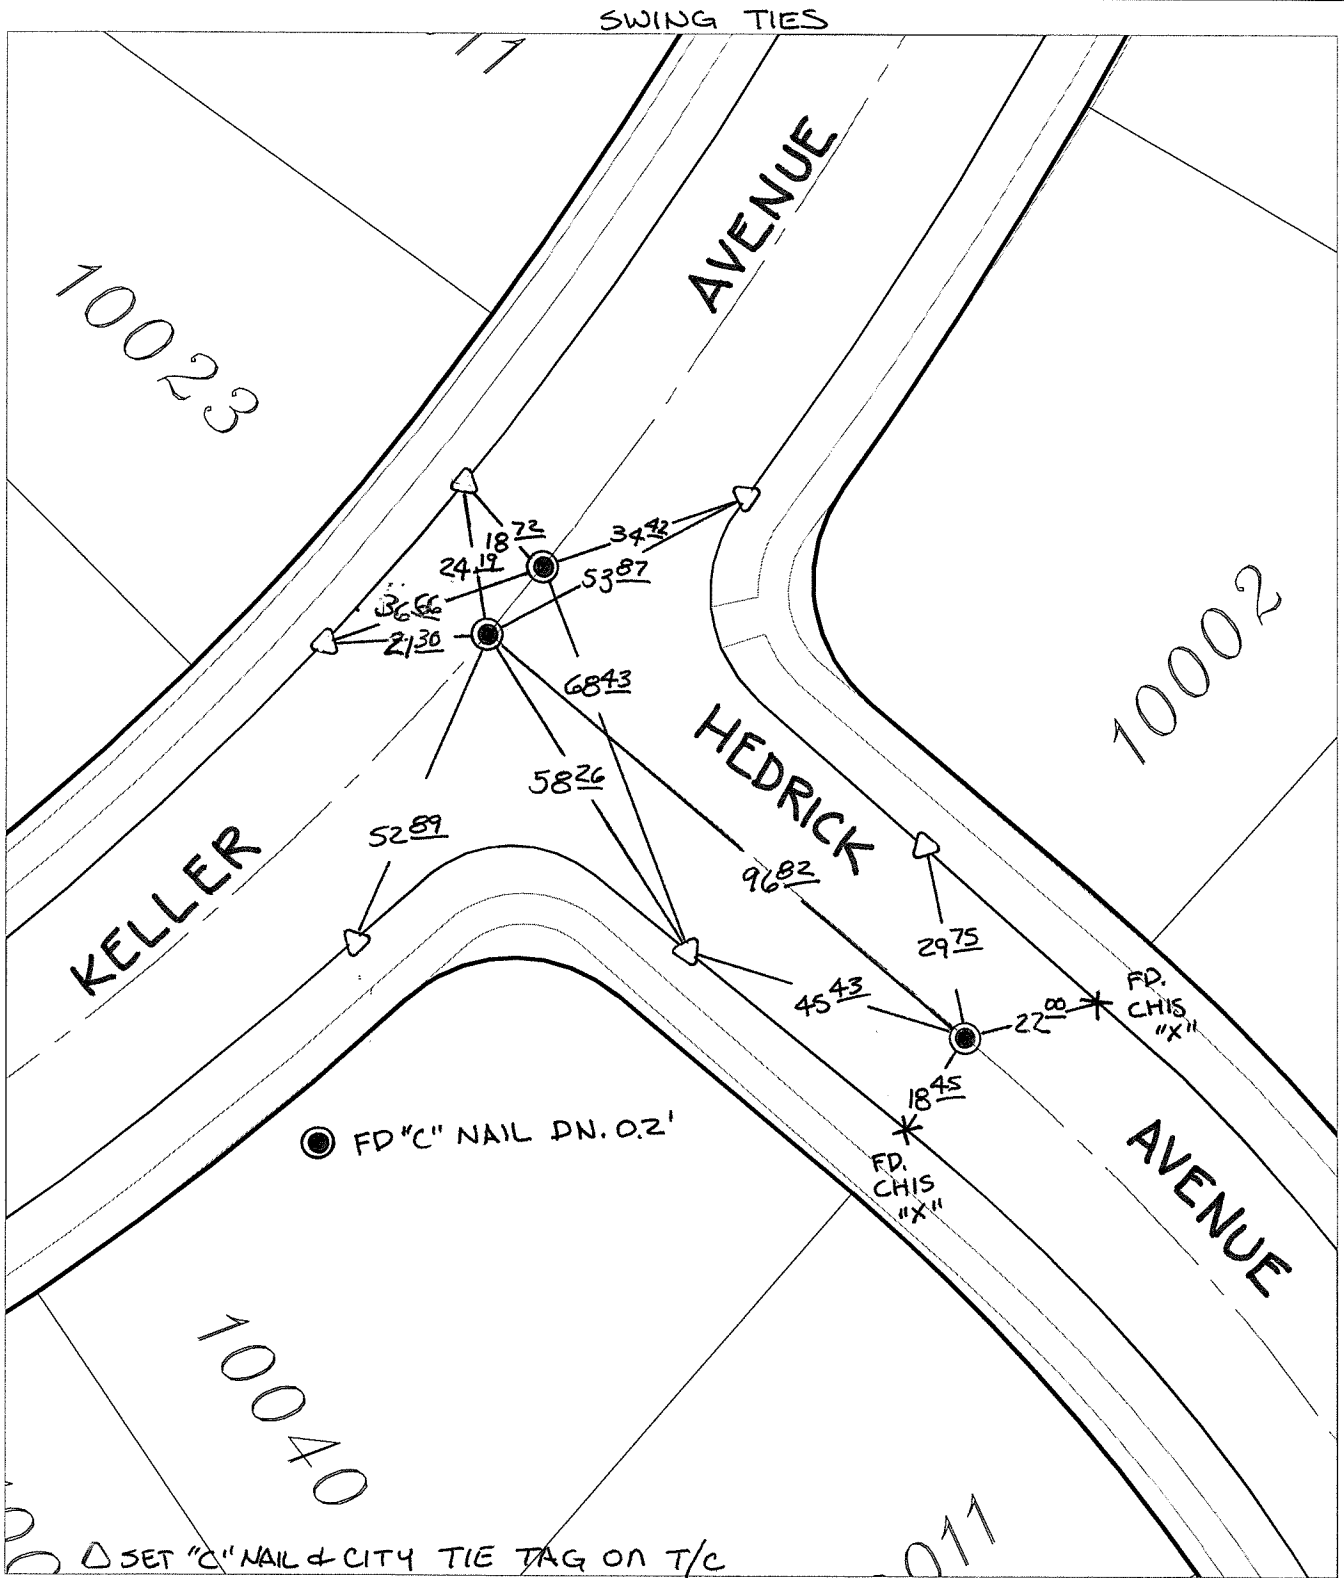 SWING TIES
11
AVENUE
10023
18 72
34 42
24 19
53 87
36 66
21 30
10002
68 43
HEDRICK
58 26
52 89
KELLER
96 82
29 75
45 43
22 00
FD.
CHIS
"X"
18 45
FD "C" NAIL DN. 0.2'
FD.
CHIS
"X"
AVENUE
10040
011
△ SET "C" NAIL & CITY TIE TAG ON T/C